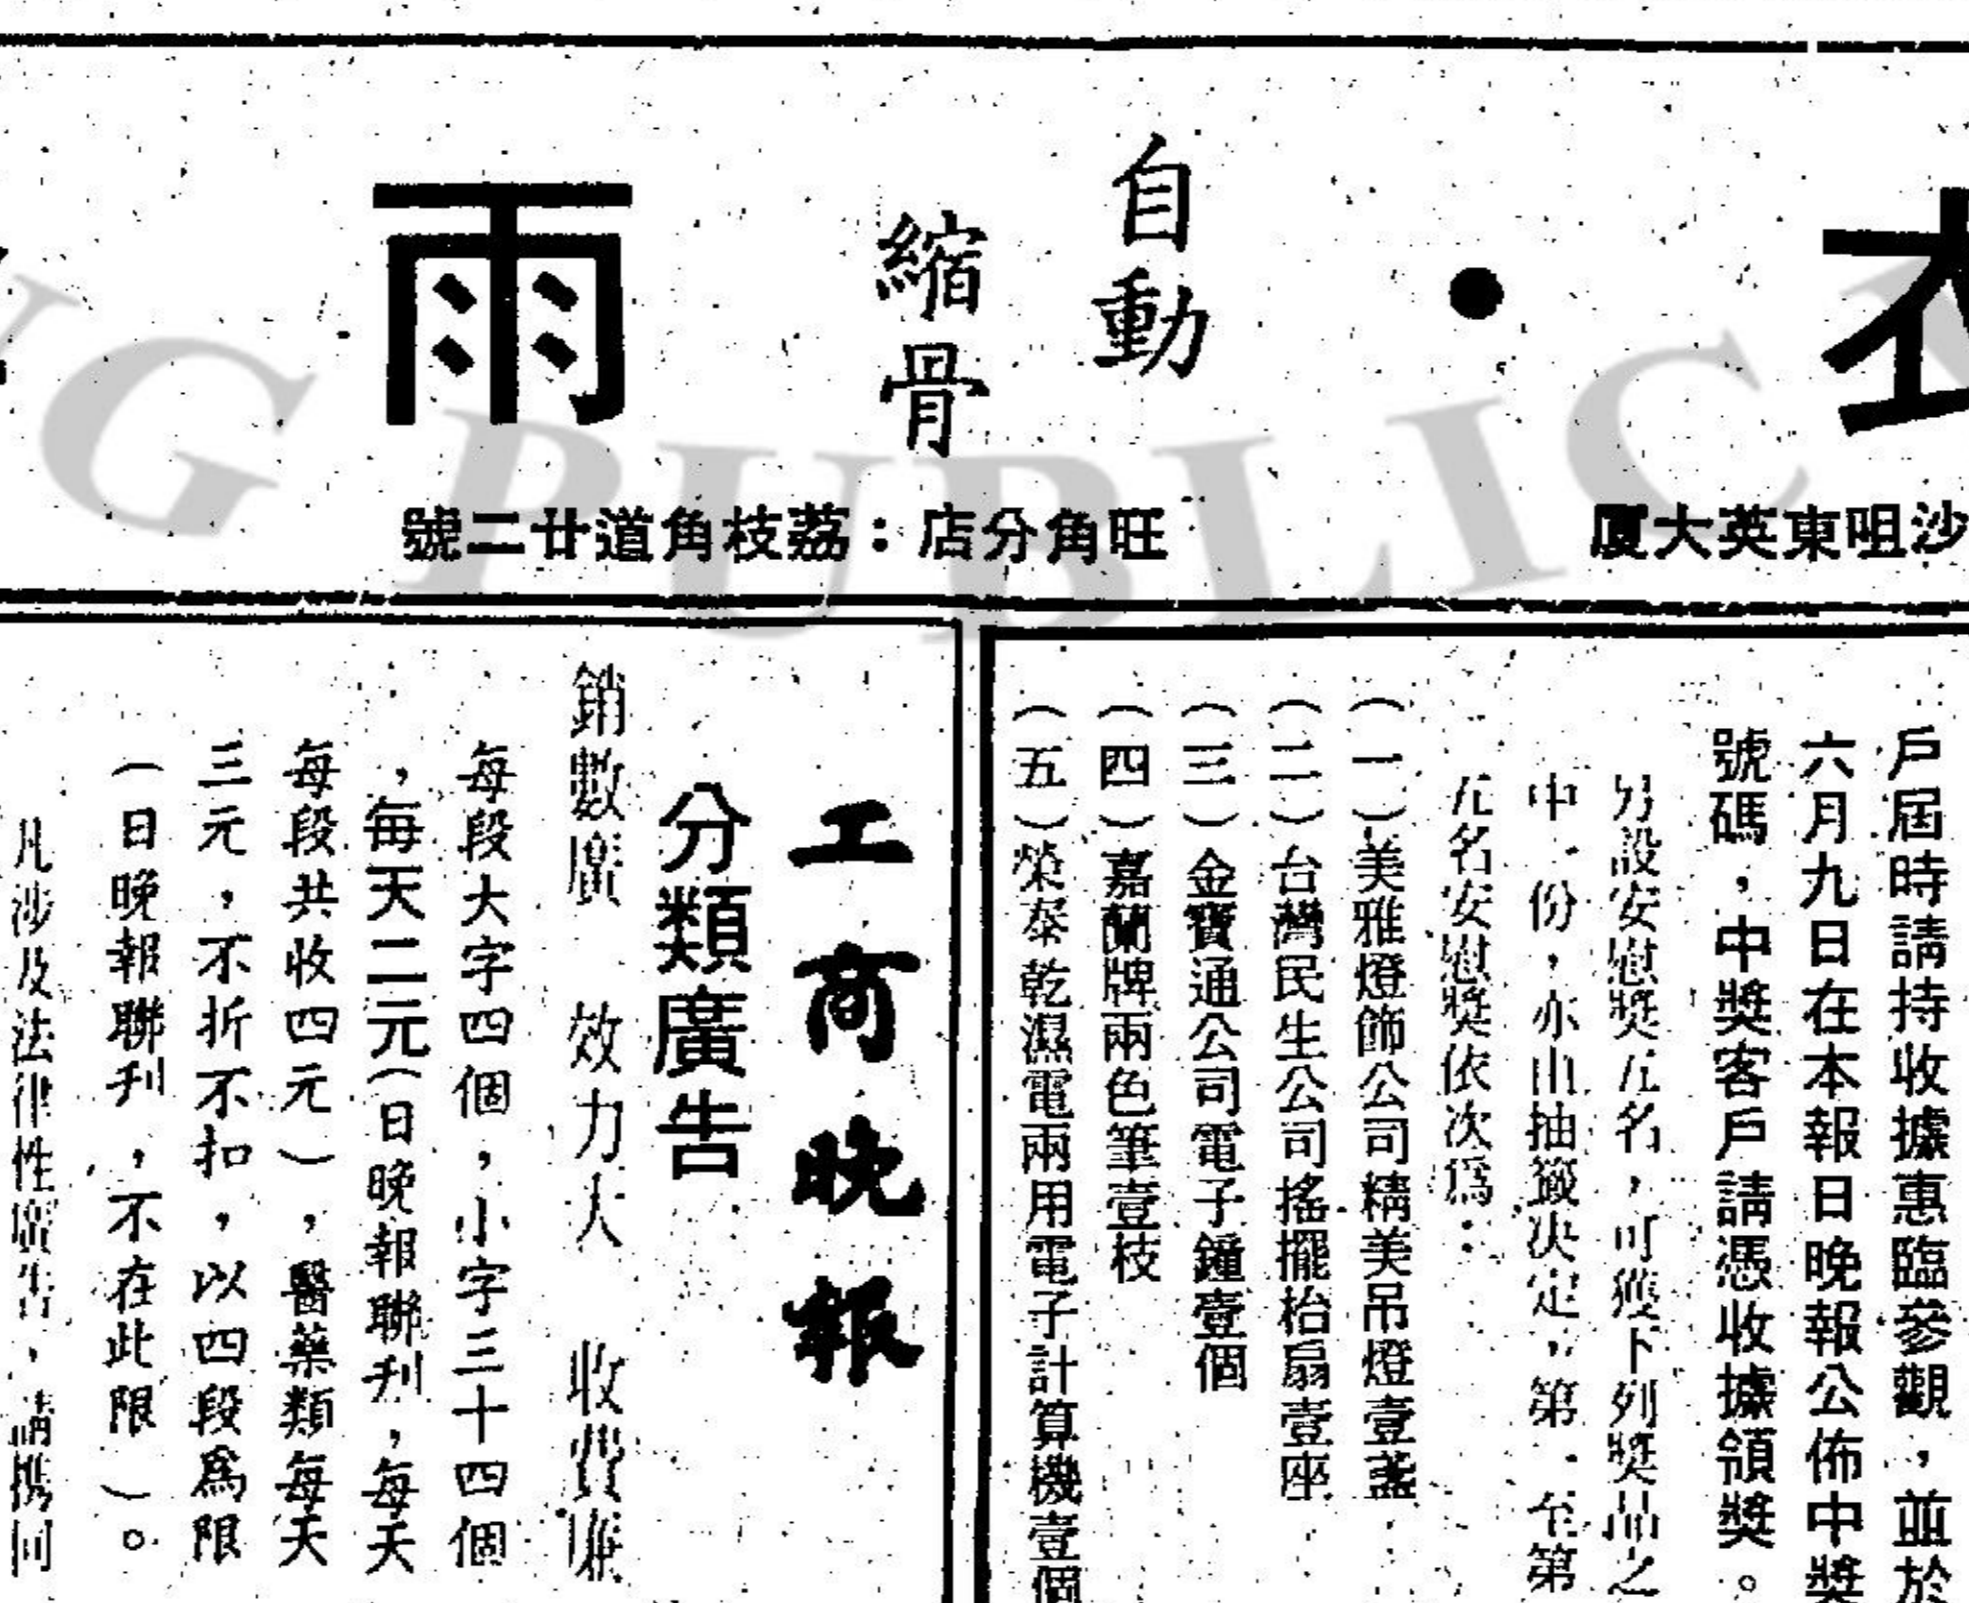 衣
・
自動
縮骨
雨
沙咀東英大厦
旺角分店：荔枝角道廿二號
戶屆時請持收據惠臨參觀，並於
六月九日在本報日晚報公佈中獎
號碼，中獎客戶請憑收據領獎。
另設安慰獎五名，可獲下列獎品之
中一份，亦由抽籤决定，第一至第
五名安慰獎依次爲：
（一）美雅燈飾公司精美吊燈壹盞
（二）台灣民生公司搖擺枱扇壹座
（三）金寶通公司電子鐘壹個
（四）嘉蘭牌兩色筆壹枝
（五）榮泰乾濕電兩用電子計算機壹個
工商晚報
分類廣告
銷數廣 效力大 收費廉
每段大字四個，小字三十四個
，每天二元（日晚報聯刋，每天
每段共收四元），醫藥類每天
三元，不折不扣，以四段爲限
（日晚報聯刋，不在此限）。
凡涉及法律性廣告，請携同
PUBLIC